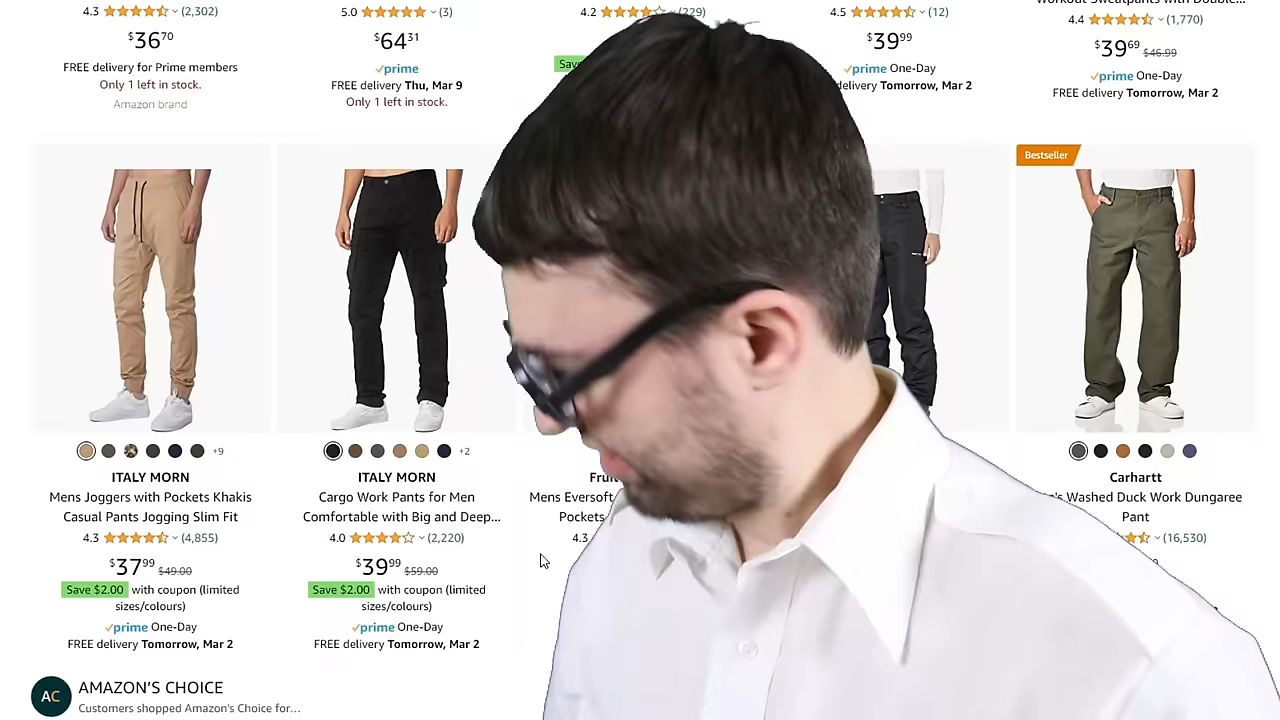 4.3 (2,302)
$36.70
FREE delivery for Prime members
Only 1 left in stock.
Amazon brand
5.0 (3)
$64.31
prime
FREE delivery Thu, Mar 9
Only 1 left in stock.
4.2 (229)
4.5 (12)
$39.99
prime One-Day
delivery Tomorrow, Mar 2
4.4 (1,770)
$39.69 $46.99
prime One-Day
FREE delivery Tomorrow, Mar 2
+9
ITALY MORN
Mens Joggers with Pockets Khakis
Casual Pants Jogging Slim Fit
4.3 (4,855)
$37.99 $49.00
Save $2.00 with coupon (limited
sizes/colours)
prime One-Day
FREE delivery Tomorrow, Mar 2
+2
ITALY MORN
Cargo Work Pants for Men
Comfortable with Big and Deep...
4.0 (2,220)
$39.99 $59.00
Save $2.00 with coupon (limited
sizes/colours)
prime One-Day
FREE delivery Tomorrow, Mar 2
Mens Eversoft
Pockets
4.3
Bestseller
Carhartt
Washed Duck Work Dungaree
Pant
(16,530)
AC AMAZON'S CHOICE
Customers shopped Amazon's Choice for...